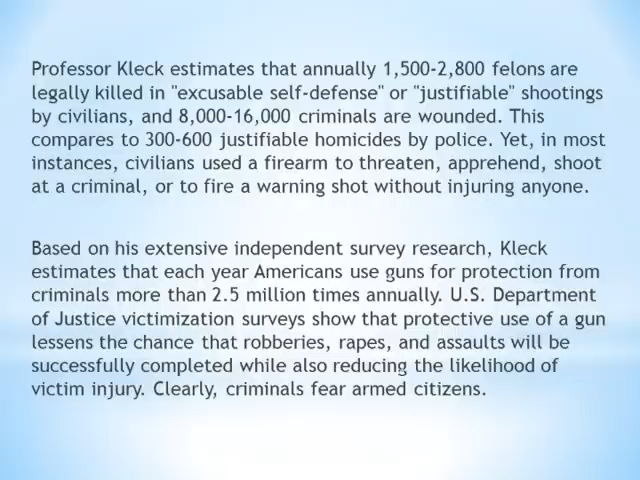 Professor Kleck estimates that annually 1,500-2,800 felons are
legally killed in "excusable self-defense" or "justifiable" shootings
by civilians, and 8,000-16,000 criminals are wounded. This
compares to 300-600 justifiable homicides by police. Yet, in most
instances, civilians used a firearm to threaten, apprehend, shoot
at a criminal, or to fire a warning shot without injuring anyone.
Based on his extensive independent survey research, Kleck
estimates that each year Americans use guns for protection from
criminals more than 2.5 million times annually. U.S. Department
of Justice victimization surveys show that protective use of a gun
lessens the chance that robberies, rapes, and assaults will be
successfully completed while also reducing the likelihood of
victim injury. Clearly, criminals fear armed citizens.